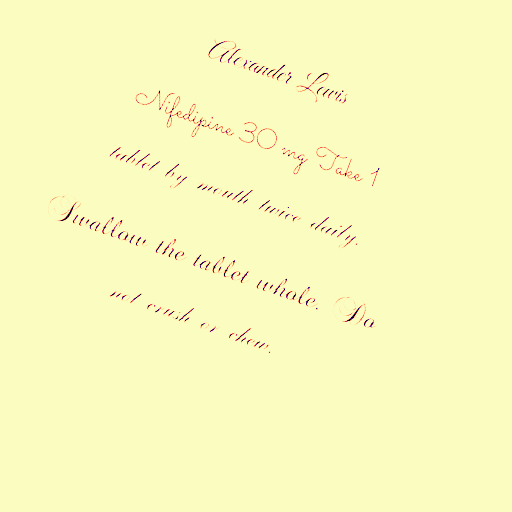 Alexander Lewis
Nifedipine 30 mg Take 1
tablet by mouth twice daily.
Swallow the tablet whole. Do
not crush or chew.